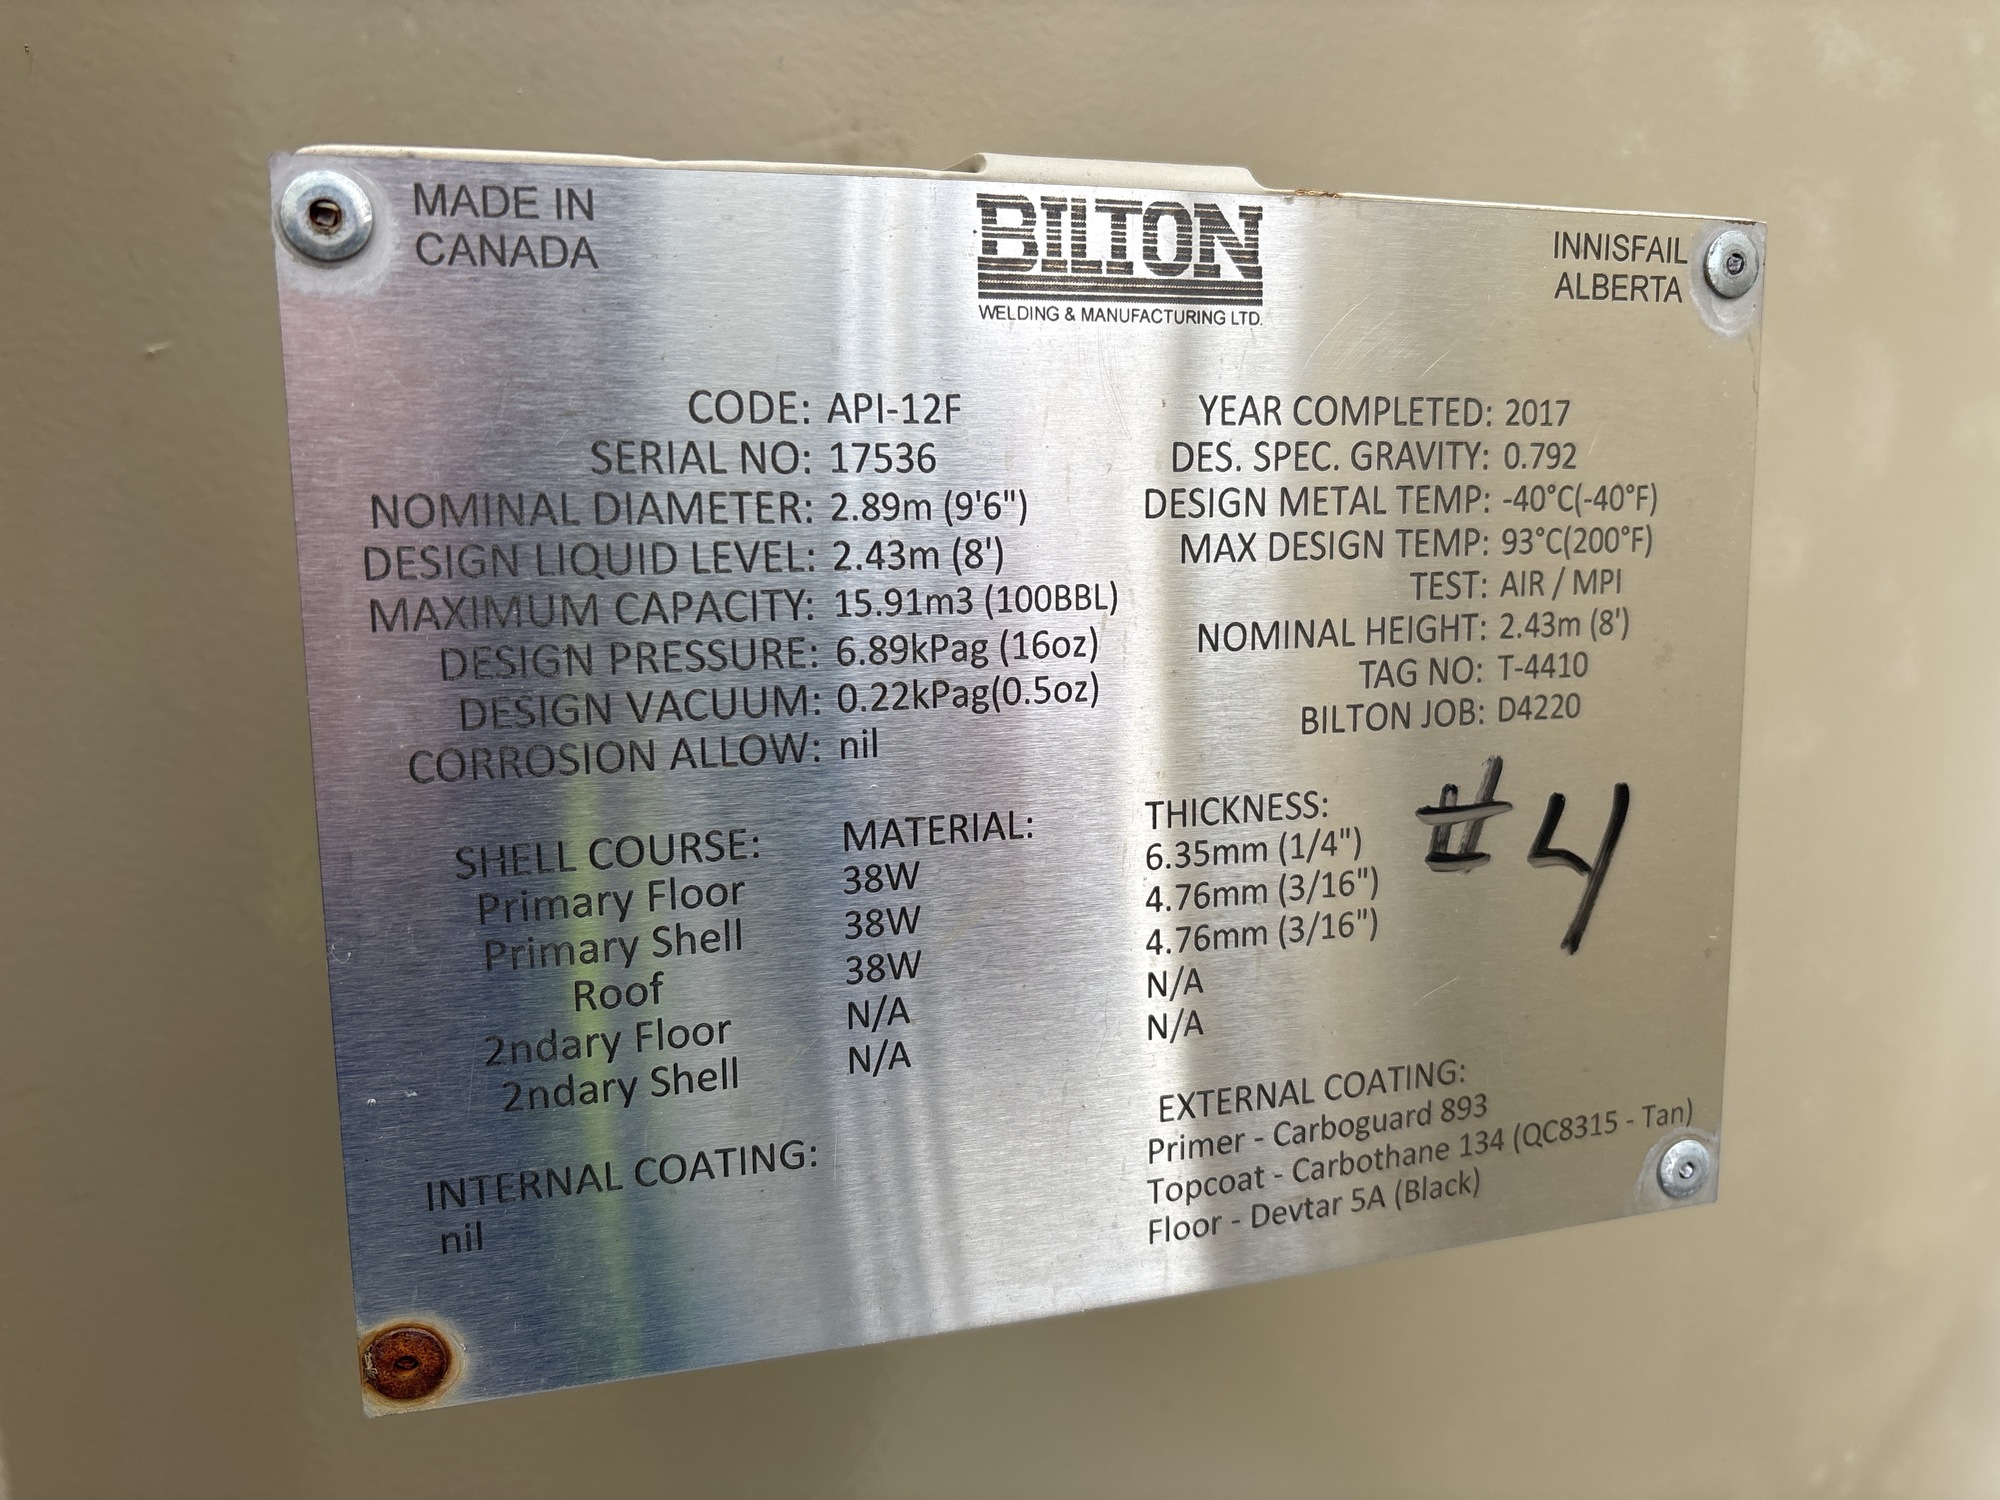 MADE IN
CANADA
BILTON
WELDING & MANUFACTURING LTD.
INNISFAIL
ALBERTA
CODE: API-12F
SERIAL NO: 17536
NOMINAL DIAMETER: 2.89m (9'6")
DESIGN LIQUID LEVEL: 2.43m (8')
MAXIMUM CAPACITY: 15.91m3 (100BBL)
DESIGN PRESSURE: 6.89kPag (16oz)
DESIGN VACUUM: 0.22kPag(0.5oz)
CORROSION ALLOW: nil
YEAR COMPLETED: 2017
DES. SPEC. GRAVITY: 0.792
DESIGN METAL TEMP: -40°C(-40°F)
MAX DESIGN TEMP: 93°C(200°F)
TEST: AIR / MPI
NOMINAL HEIGHT: 2.43m (8')
TAG NO: T-4410
BILTON JOB: D4220
#4
SHELL COURSE: MATERIAL: THICKNESS:
Primary Floor 38W 6.35mm (1/4")
Primary Shell 38W 4.76mm (3/16")
Roof 38W 4.76mm (3/16")
2ndary Floor N/A N/A
2ndary Shell N/A N/A
INTERNAL COATING:
nil
EXTERNAL COATING:
Primer - Carboguard 893
Topcoat - Carbothane 134 (QC8315 - Tan)
Floor - Devtar 5A (Black)